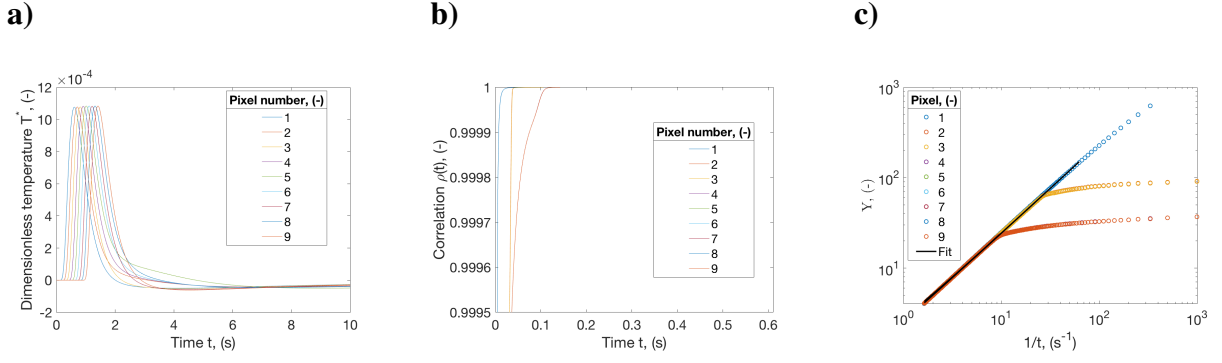 a)
b)
c)
×10⁻⁴
12
10
8
6
4
2
0
-2
Dimensionless temperature T*, (-)
0 2 4 6 8 10
Time t, (s)
Pixel number, (-)
1
2
3
4
5
6
7
8
9
1
0.9999
0.9998
0.9997
0.9996
0.9995
Correlation ρ(t), (-)
0 0.1 0.2 0.3 0.4 0.5 0.6
Time t, (s)
Pixel number, (-)
1
2
3
4
5
6
7
8
9
10³
10²
10¹
Y, (-)
10⁰ 10¹ 10² 10³
1/t, (s⁻¹)
Pixel, (-)
1
2
3
4
5
6
7
8
9
Fit